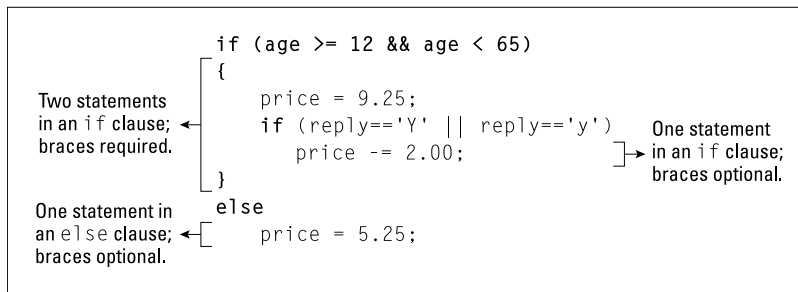 if (age >= 12 && age < 65)
{
price = 9.25;
if (reply=='Y' || reply=='y')
price -= 2.00;
}
else
price = 5.25;
Two statements
in an if clause;
braces required.
One statement
in an if clause;
braces optional.
One statement in
an else clause;
braces optional.